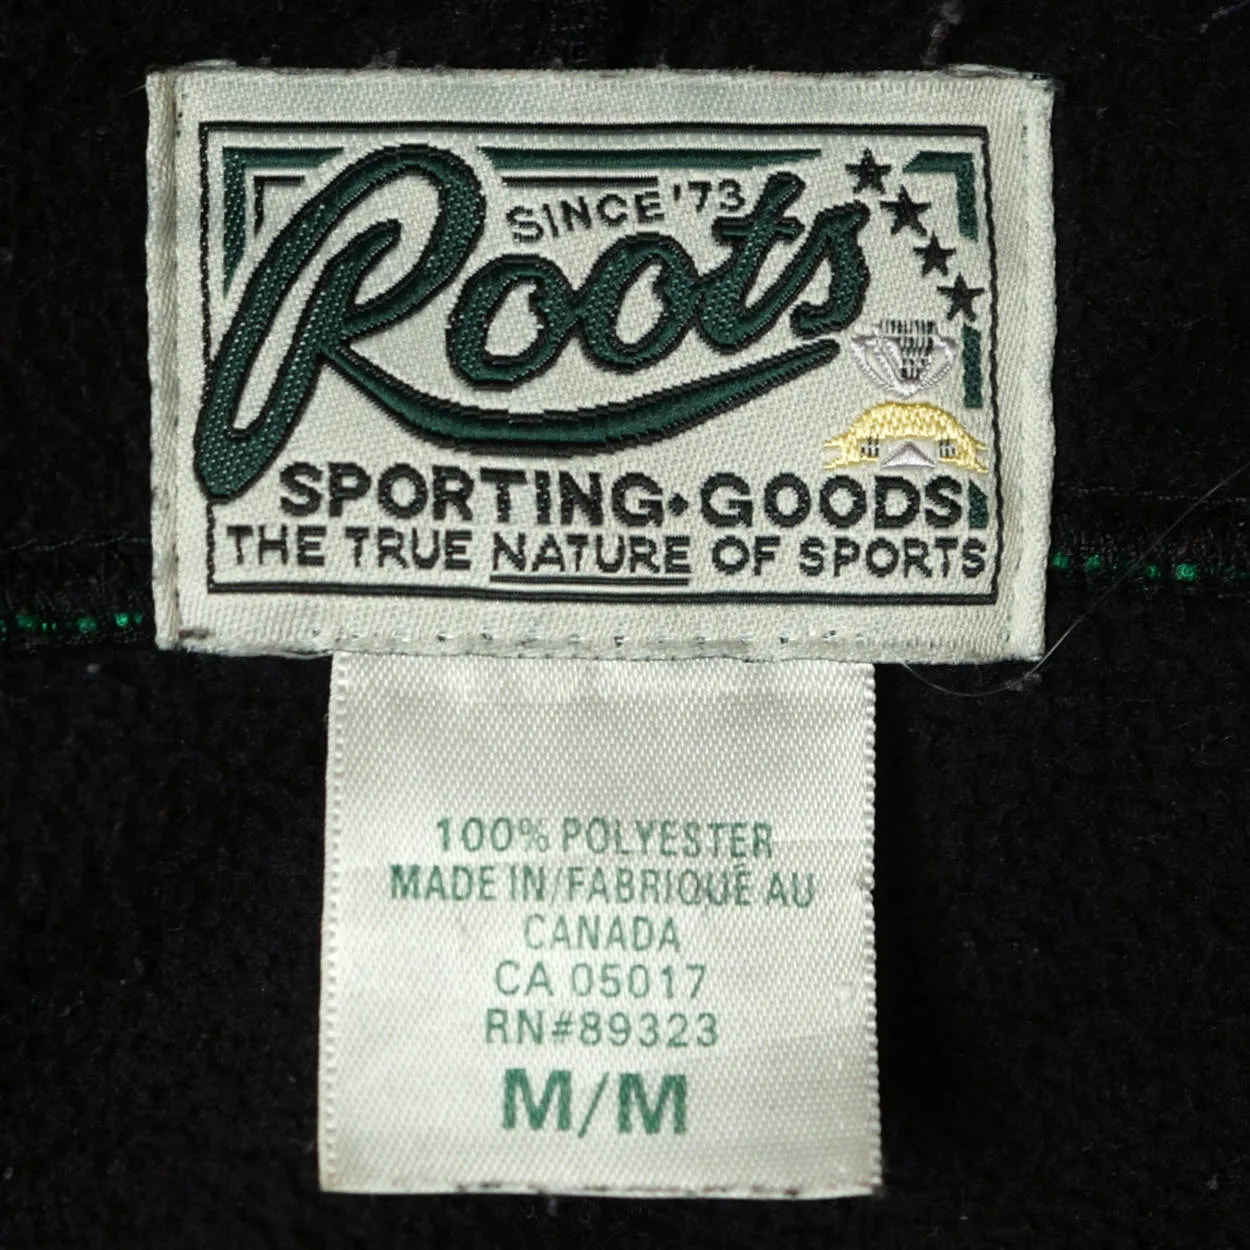 SINCE '73
Roots
SPORTING•GOODS
THE TRUE NATURE OF SPORTS
100% POLYESTER
MADE IN/FABRIQUÉ AU
CANADA
CA 05017
RN#89323
M/M